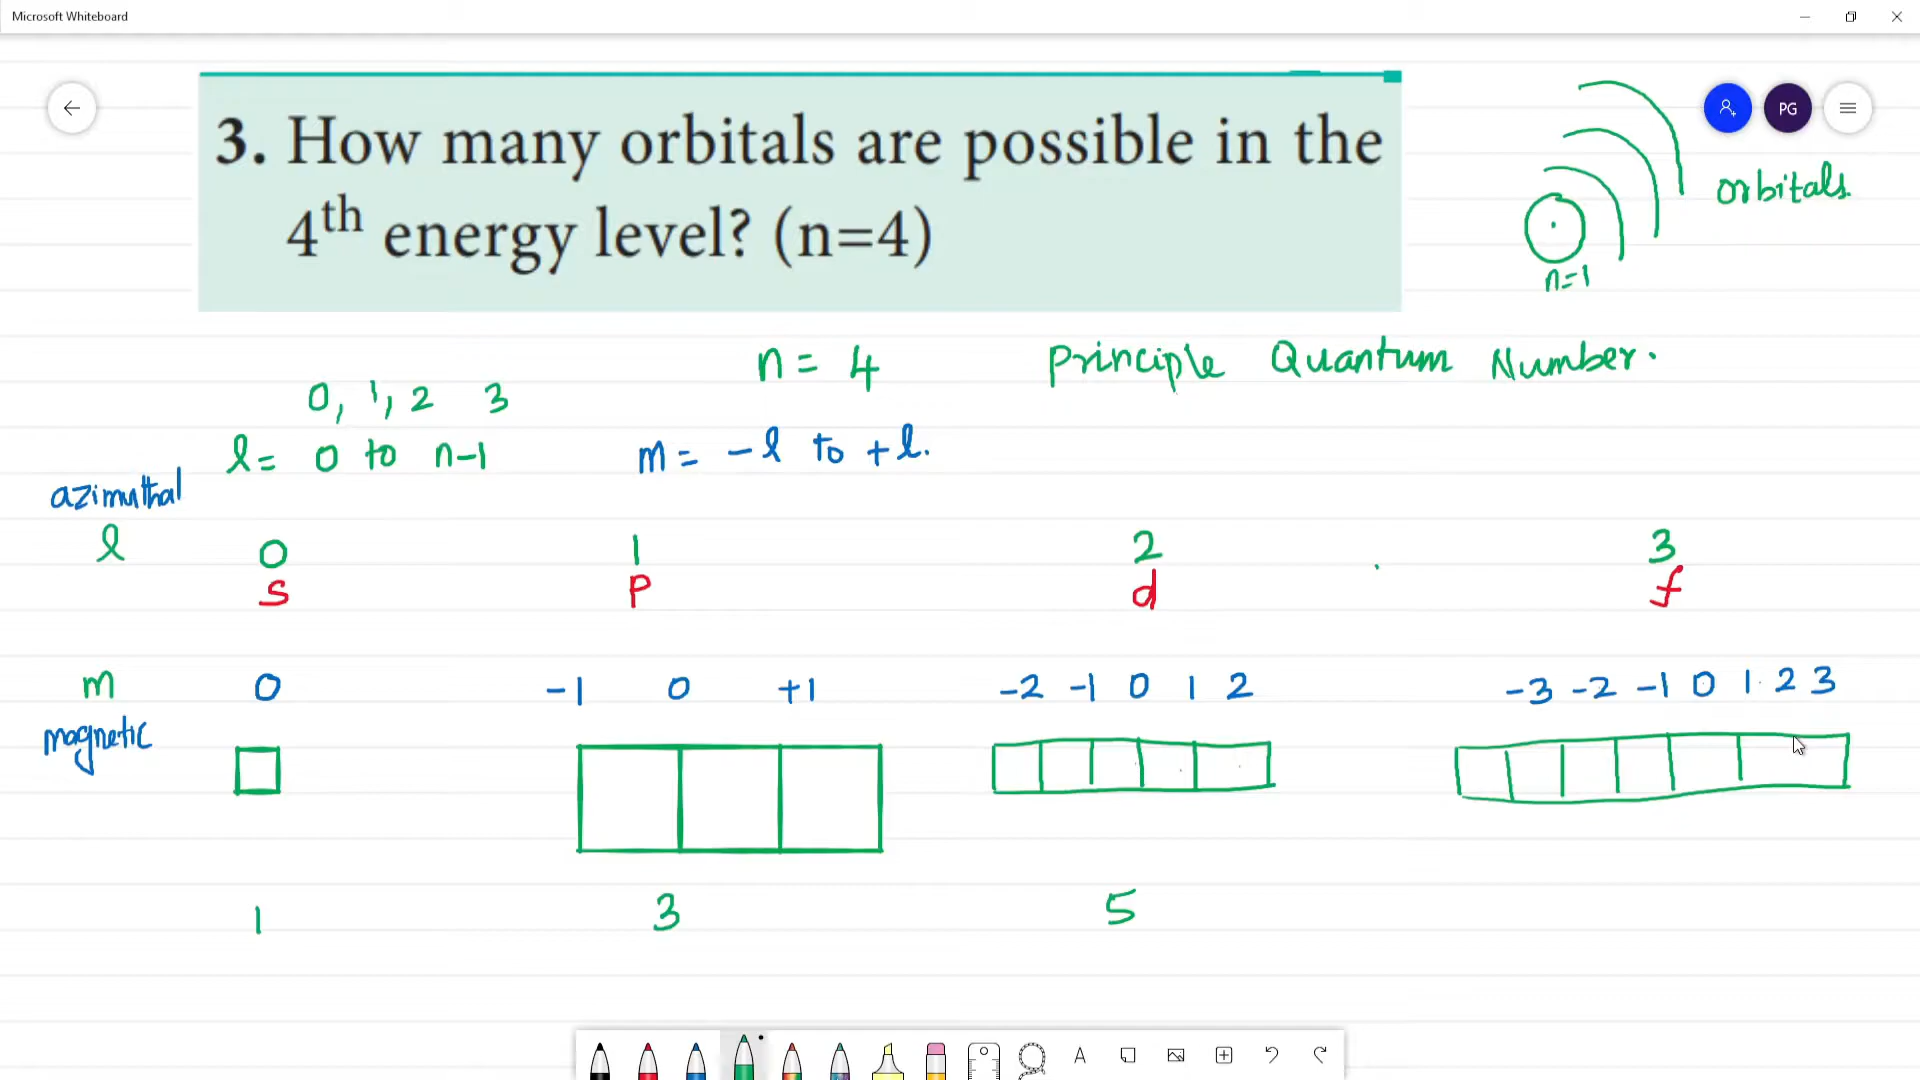 Microsoft Whiteboard
3. How many orbitals are possible in the
4th energy level? (n=4)
PG
orbitals.
n=1
n = 4 Principle Quantum Number.
0, 1, 2 3
l = 0 to n-1 m = -l to +l.
azimuthal
l 0 1 2 3
s p d f
m 0 -1 0 +1 -2 -1 0 1 2 -3 -2 -1 0 1 2 3
magnetic
1 3 5
A